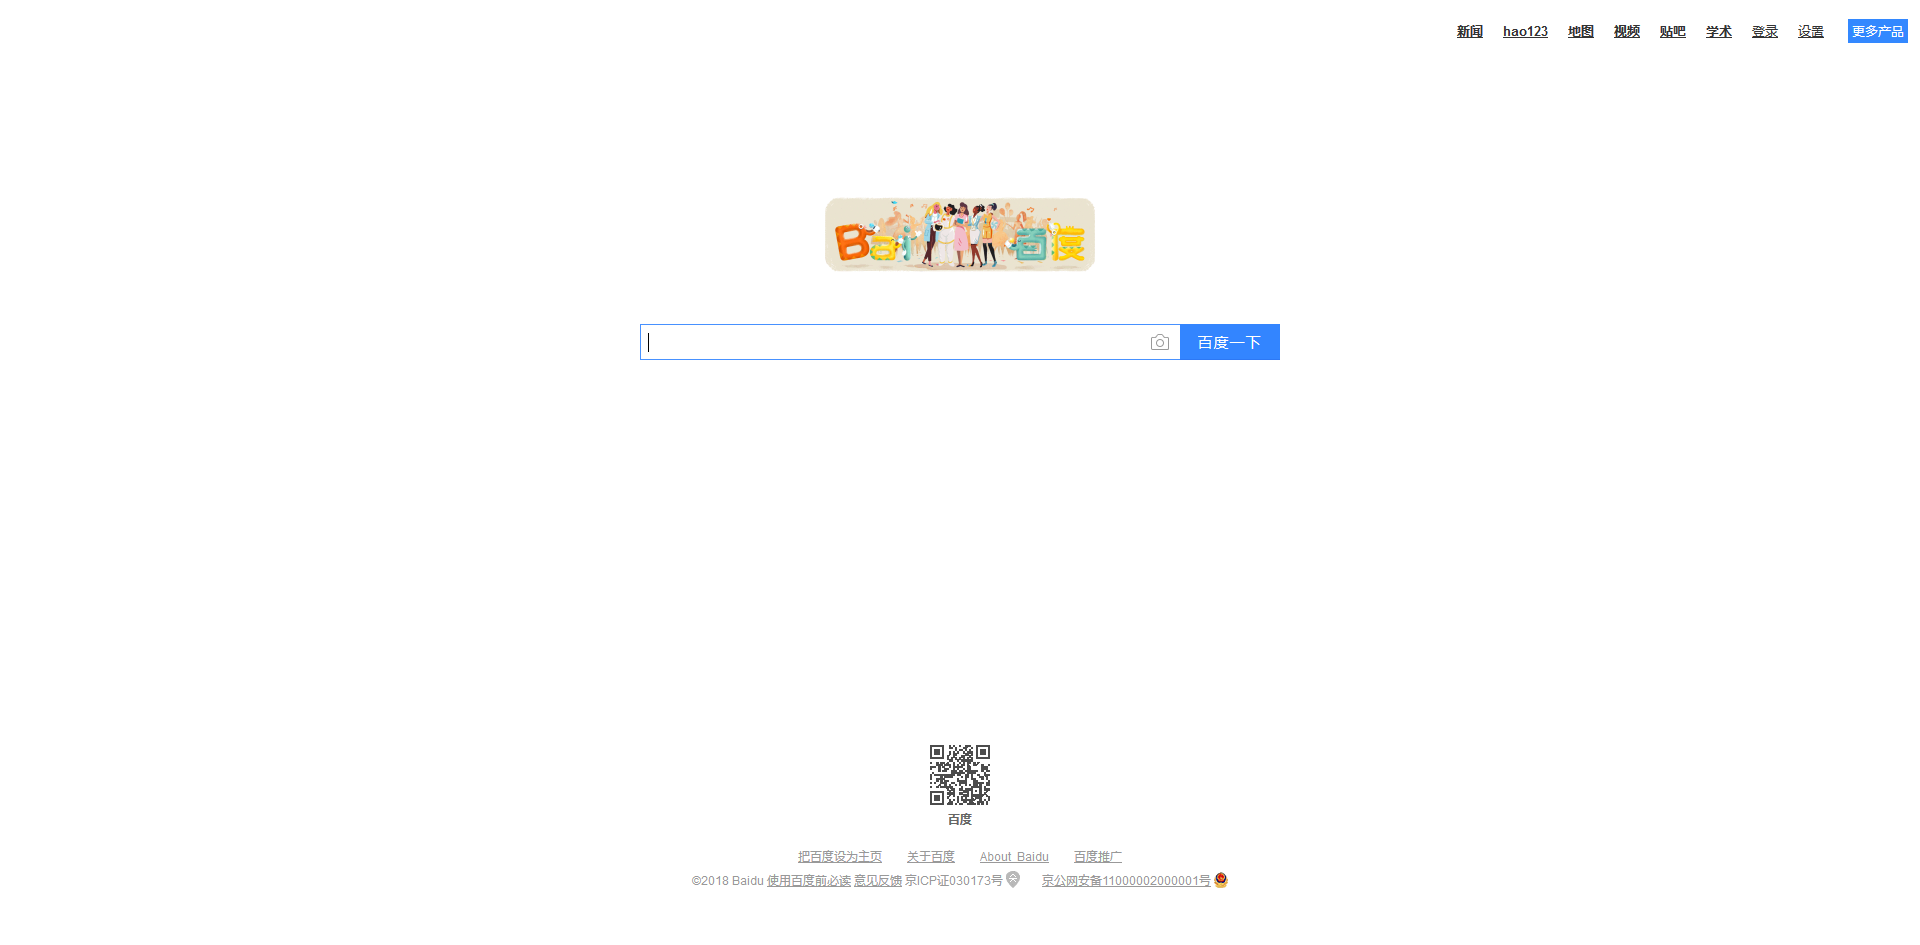 新闻 hao123 地图 视频 贴吧 学术 登录 设置 更多产品
Bai 百度
百度一下
百度
把百度设为主页 关于百度 About Baidu 百度推广
©2018 Baidu 使用百度前必读 意见反馈 京ICP证030173号 京公网安备11000002000001号